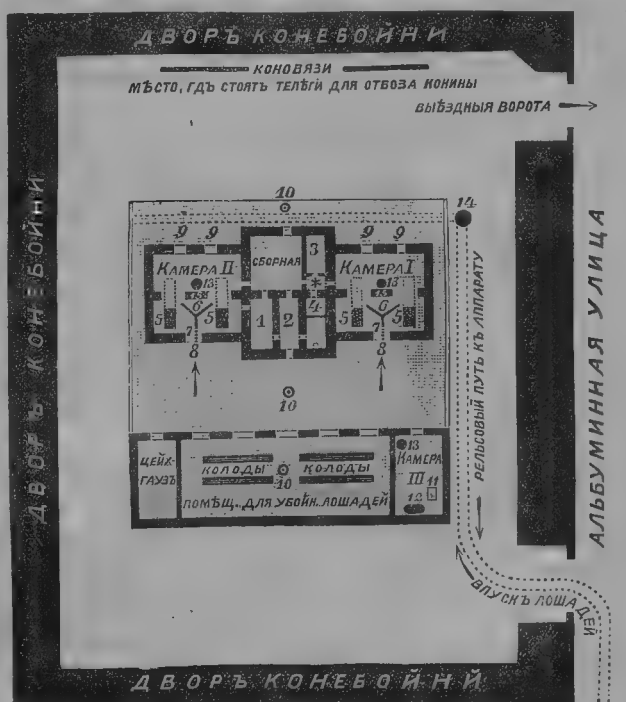 ДВОРЪ КОНЕБОЙНИ
КОНОВЯЗИ
МѢСТО, ГДѢ СТОЯТЪ ТЕЛѢГИ ДЛЯ ОТВОЗА КОНИНЫ
ВЫѢЗДНЫЯ ВОРОТА
ДВОРЪ КОНЕБОЙНИ
10
14
9 9
9 9
СБОРНАЯ
3
КАМЕРА II
КАМЕРА I
13
13
13
13
*
6
6
4
5 5
5 5
1 2
7
7
8
8
10
РЕЛЬСОВЫЙ ПУТЬ КЪ АППАРАТУ
АЛЬБУМИННАЯ УЛИЦА
ЦЕЙХ-
ГАУЗЪ
КОЛОДЫ
КОЛОДЫ
10
ПОМѢЩ. ДЛЯ УБОЙН. ЛОШАДЕЙ
13
КАМЕРА
III
11
12
ВПУСКЪ ЛОШАДЕЙ
ДВОРЪ КОНЕБОЙНЙ